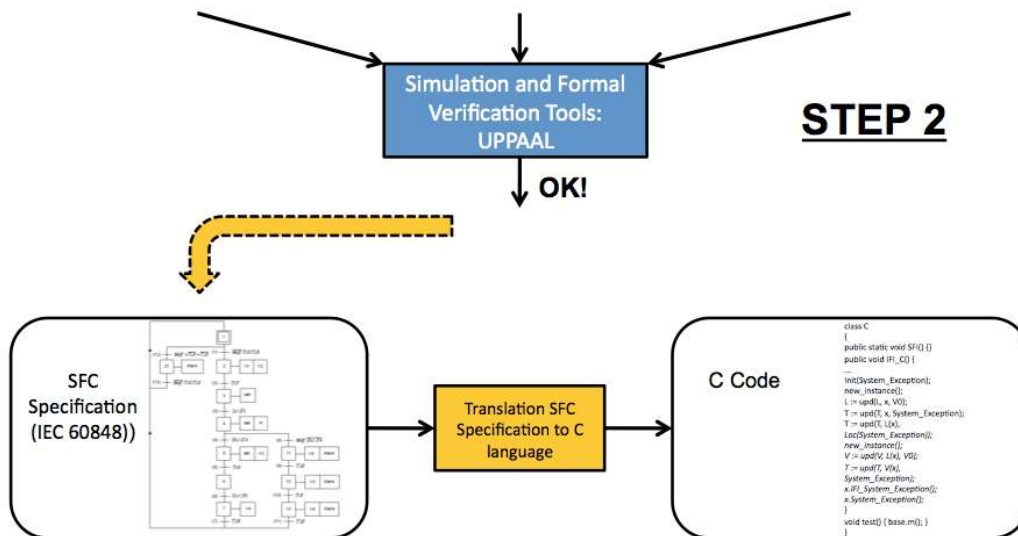 Simulation and Formal
Verification Tools:
UPPAAL
STEP 2
OK!
SFC
Specification
(IEC 60848))
Translation SFC
Specification to C
language
C Code
class C
{
public static void SFI() {}
public void IFI_C() {
...
Init(System_Exception);
new_instance();
L := upd(L, x, V0);
T := upd(T, x, System_Exception);
T := upd(T, L(x),
Loc(System_Exception));
new_instance();
V := upd(V, L(x), V0);
T := upd(T, V(x),
System_Exception);
x.IFI_System_Exception();
x.System_Exception();
}
void test() { base.m(); }
}